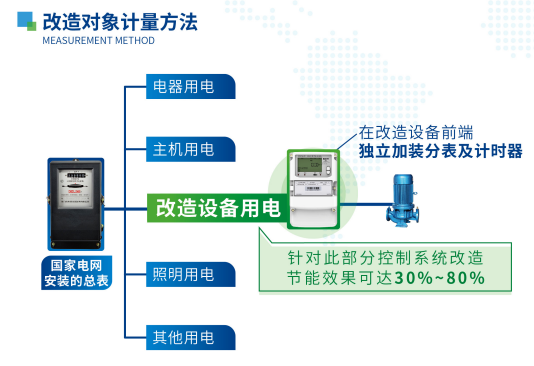 改造对象计量方法
MEASUREMENT METHOD
电器用电
主机用电
在改造设备前端
独立加装分表及计时器
改造设备用电
国家电网
安装的总表
照明用电
针对此部分控制系统改造
节能效果可达30%~80%
其他用电